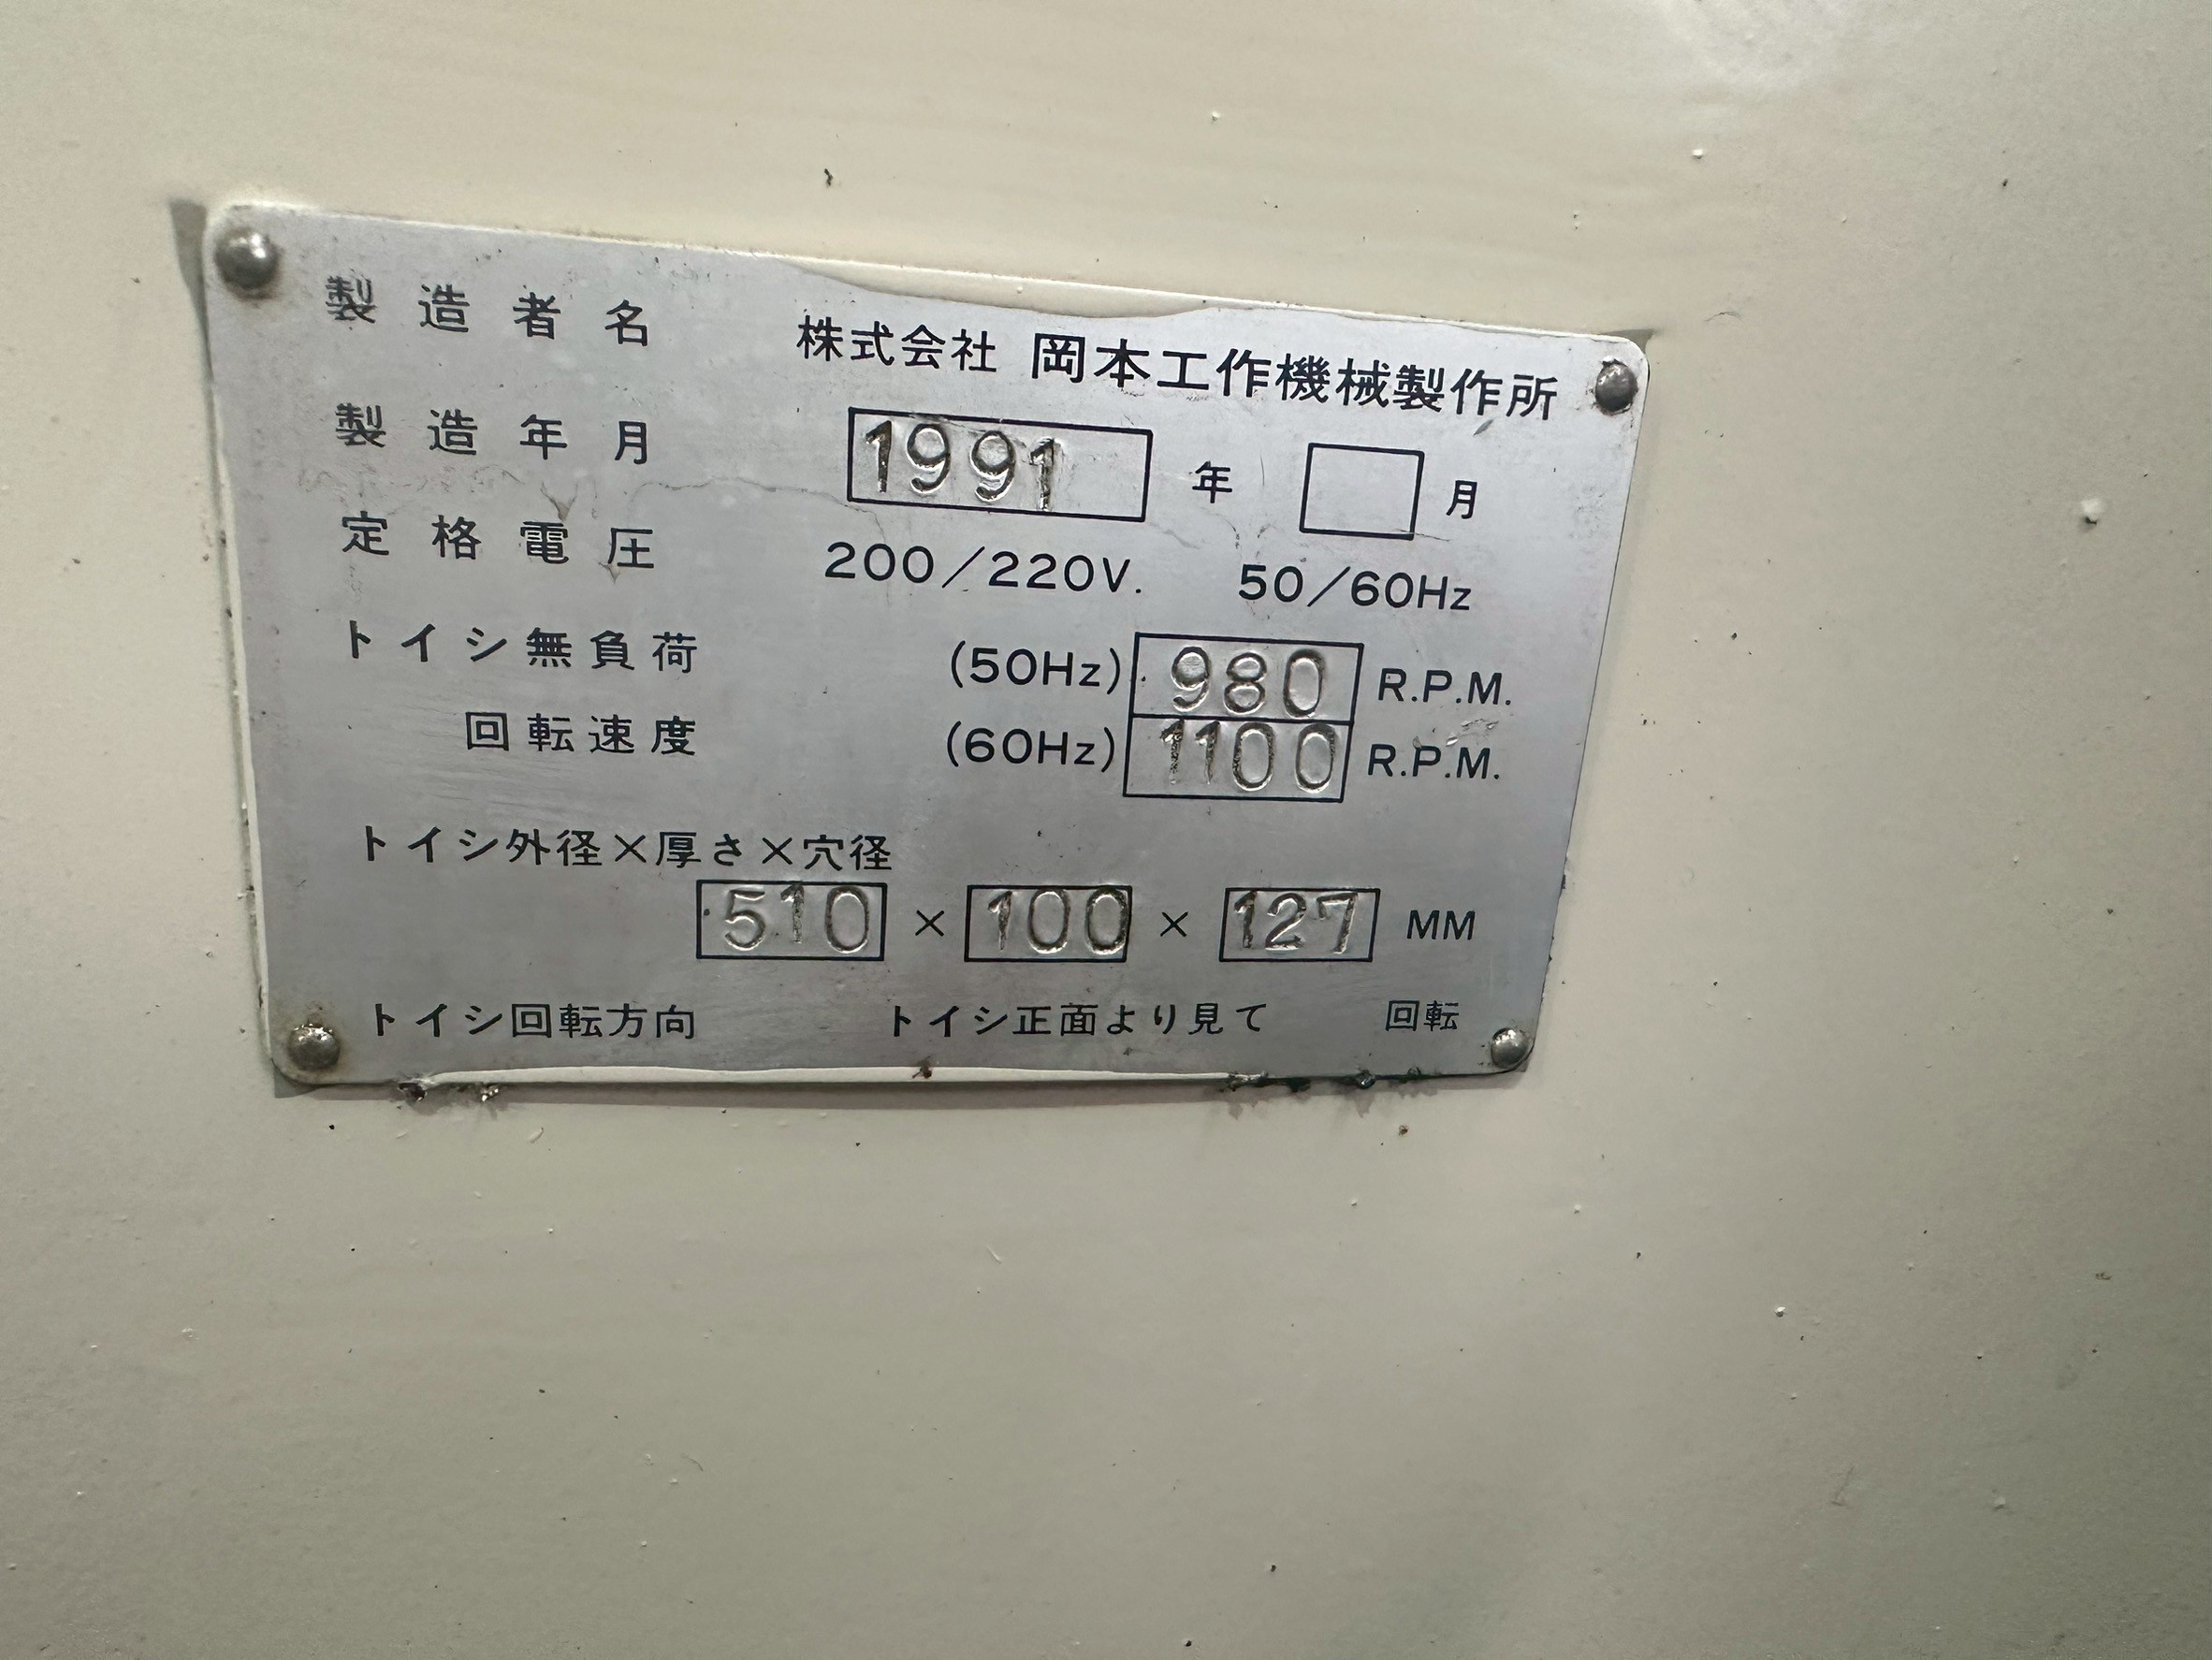 製造者名 株式会社 岡本工作機械製作所
製造年月 1991 年 月
定格電圧 200/220V. 50/60Hz
トイシ無負荷 (50Hz) 980 R.P.M.
回転速度 (60Hz) 1100 R.P.M.
トイシ外径×厚さ×穴径
510 × 100 × 127 MM
トイシ回転方向 トイシ正面より見て 回転